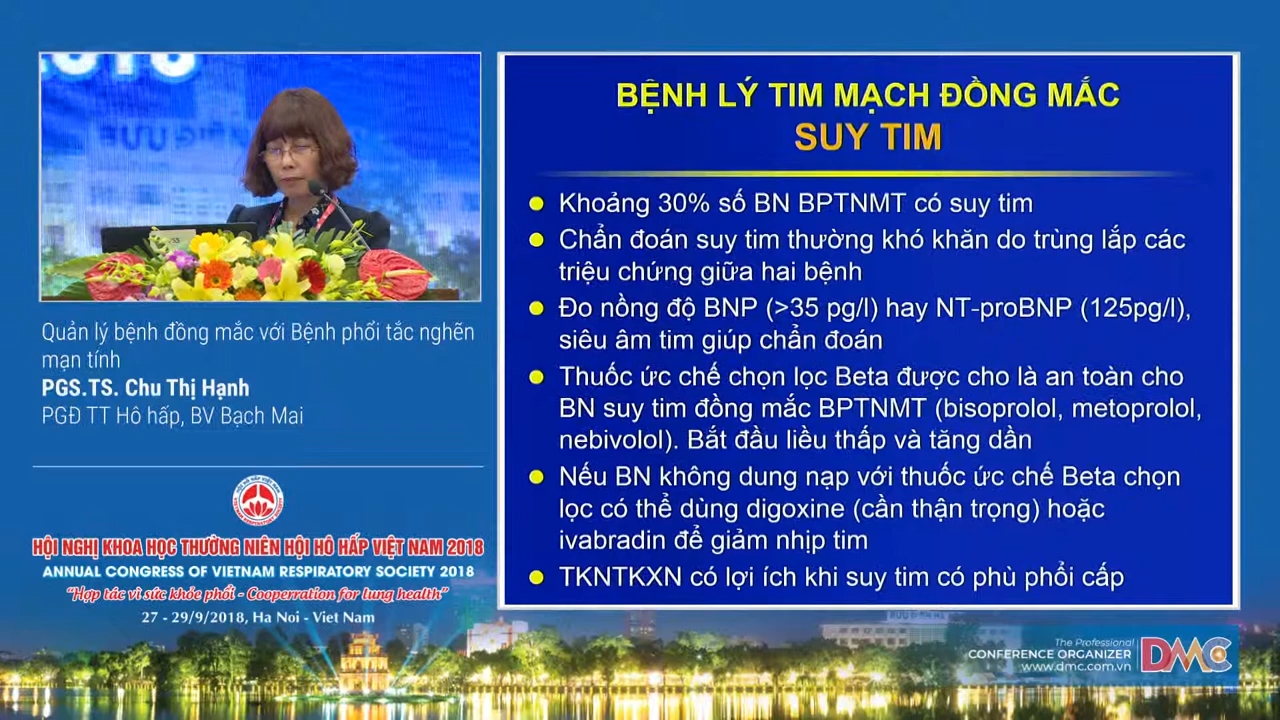 2018
Quản lý bệnh đồng mắc với Bệnh phổi tắc nghẽn
mạn tính
PGS.TS. Chu Thị Hạnh
PGĐ TT Hô hấp, BV Bạch Mai
HỘI NGHỊ KHOA HỌC THƯỜNG NIÊN HỘI HÔ HẤP VIỆT NAM 2018
ANNUAL CONGRESS OF VIETNAM RESPIRATORY SOCIETY 2018
“Hợp tác vì sức khỏe phổi - Cooperration for lung health”
27 - 29/9/2018, Ha Noi - Viet Nam
BỆNH LÝ TIM MẠCH ĐỒNG MẮC
SUY TIM
Khoảng 30% số BN BPTNMT có suy tim
Chẩn đoán suy tim thường khó khăn do trùng lắp các
triệu chứng giữa hai bệnh
Đo nồng độ BNP (>35 pg/l) hay NT-proBNP (125pg/l),
siêu âm tim giúp chẩn đoán
Thuốc ức chế chọn lọc Beta được cho là an toàn cho
BN suy tim đồng mắc BPTNMT (bisoprolol, metoprolol,
nebivolol). Bắt đầu liều thấp và tăng dần
Nếu BN không dung nạp với thuốc ức chế Beta chọn
lọc có thể dùng digoxine (cần thận trọng) hoặc
ivabradin để giảm nhịp tim
TKNTKXN có lợi ích khi suy tim có phù phổi cấp
The Professional
CONFERENCE ORGANIZER
www.dmc.com.vn
DMC